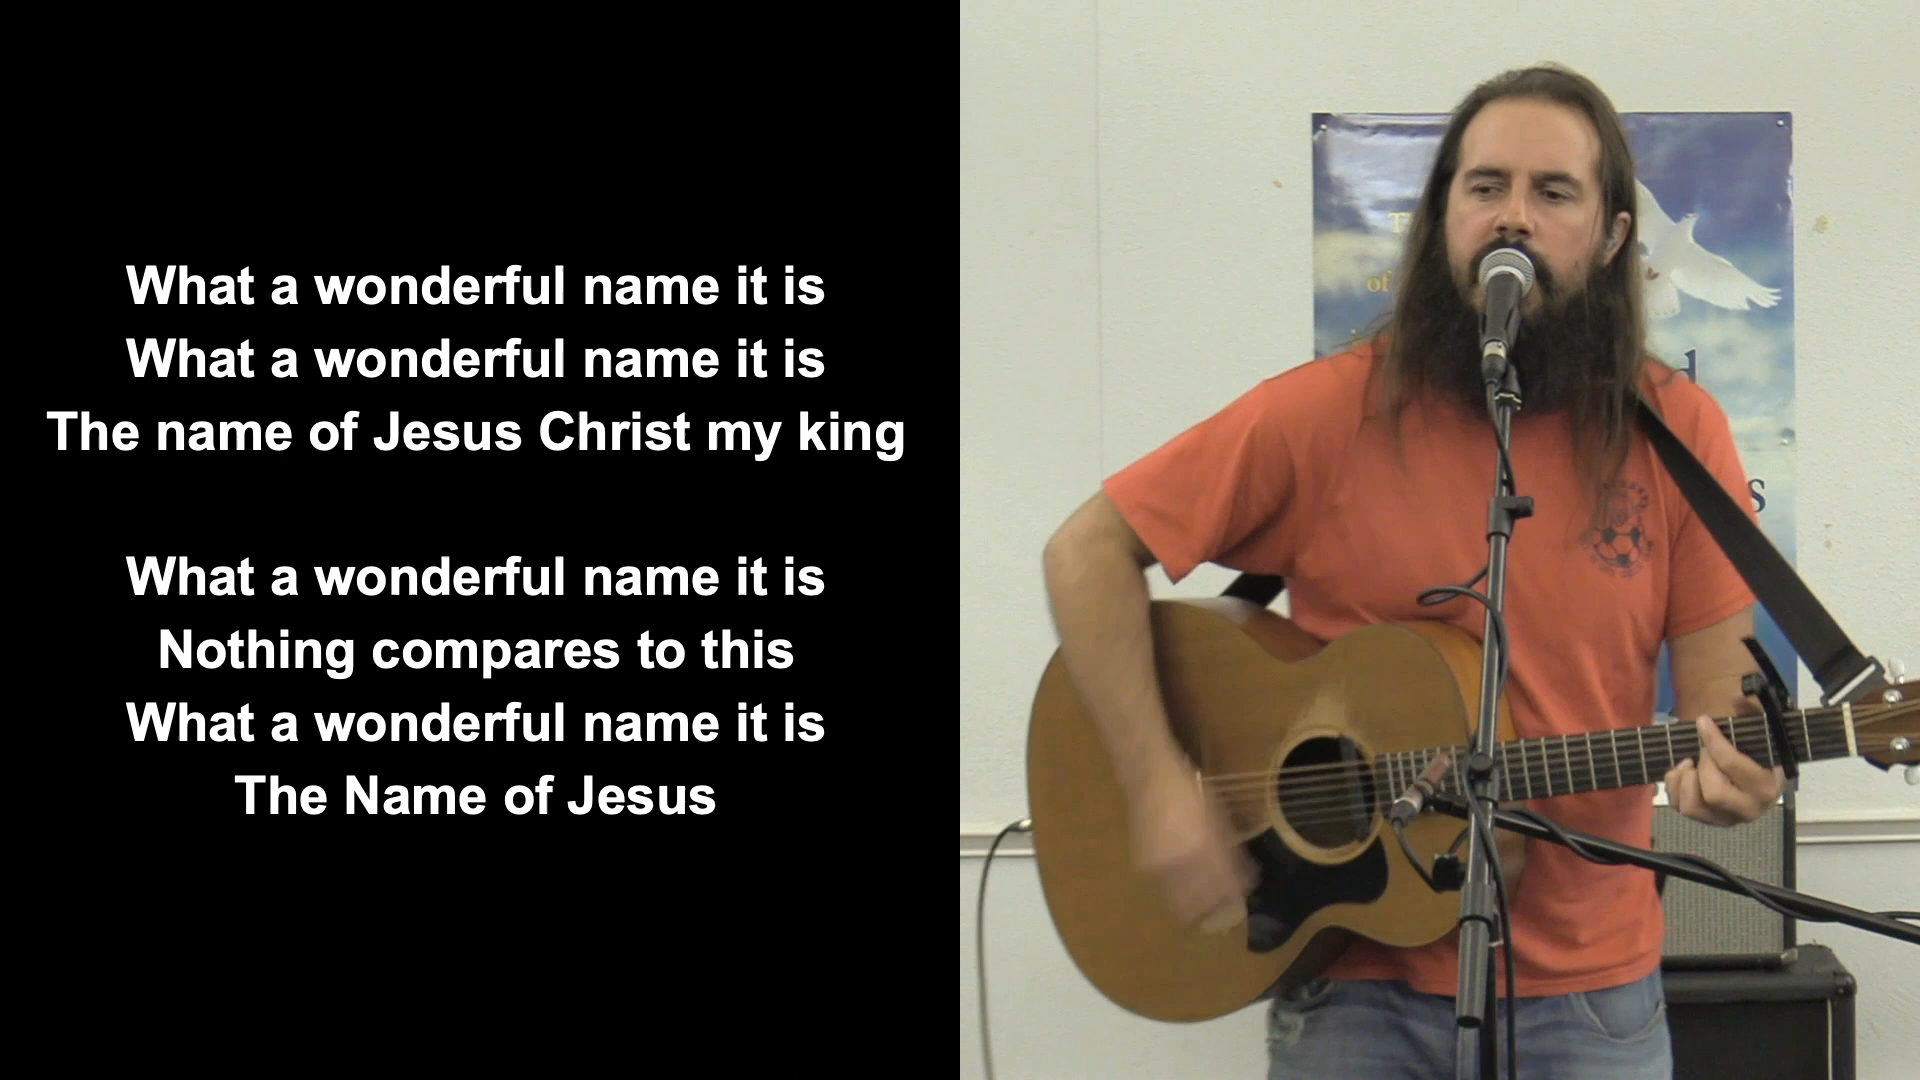 What a wonderful name it is
What a wonderful name it is
The name of Jesus Christ my king
What a wonderful name it is
Nothing compares to this
What a wonderful name it is
The Name of Jesus
of